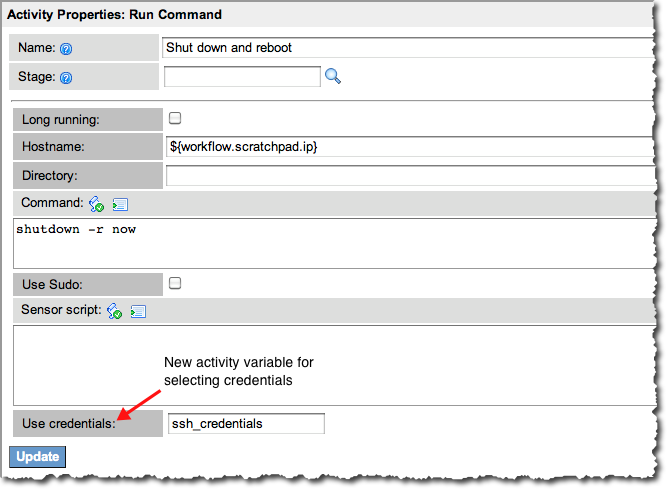 Activity Properties: Run Command
Name: Shut down and reboot
Stage:
Long running:
Hostname: ${workflow.scratchpad.ip}
Directory:
Command:
shutdown -r now
Use Sudo:
Sensor script:
New activity variable for
selecting credentials
Use credentials: ssh_credentials
Update